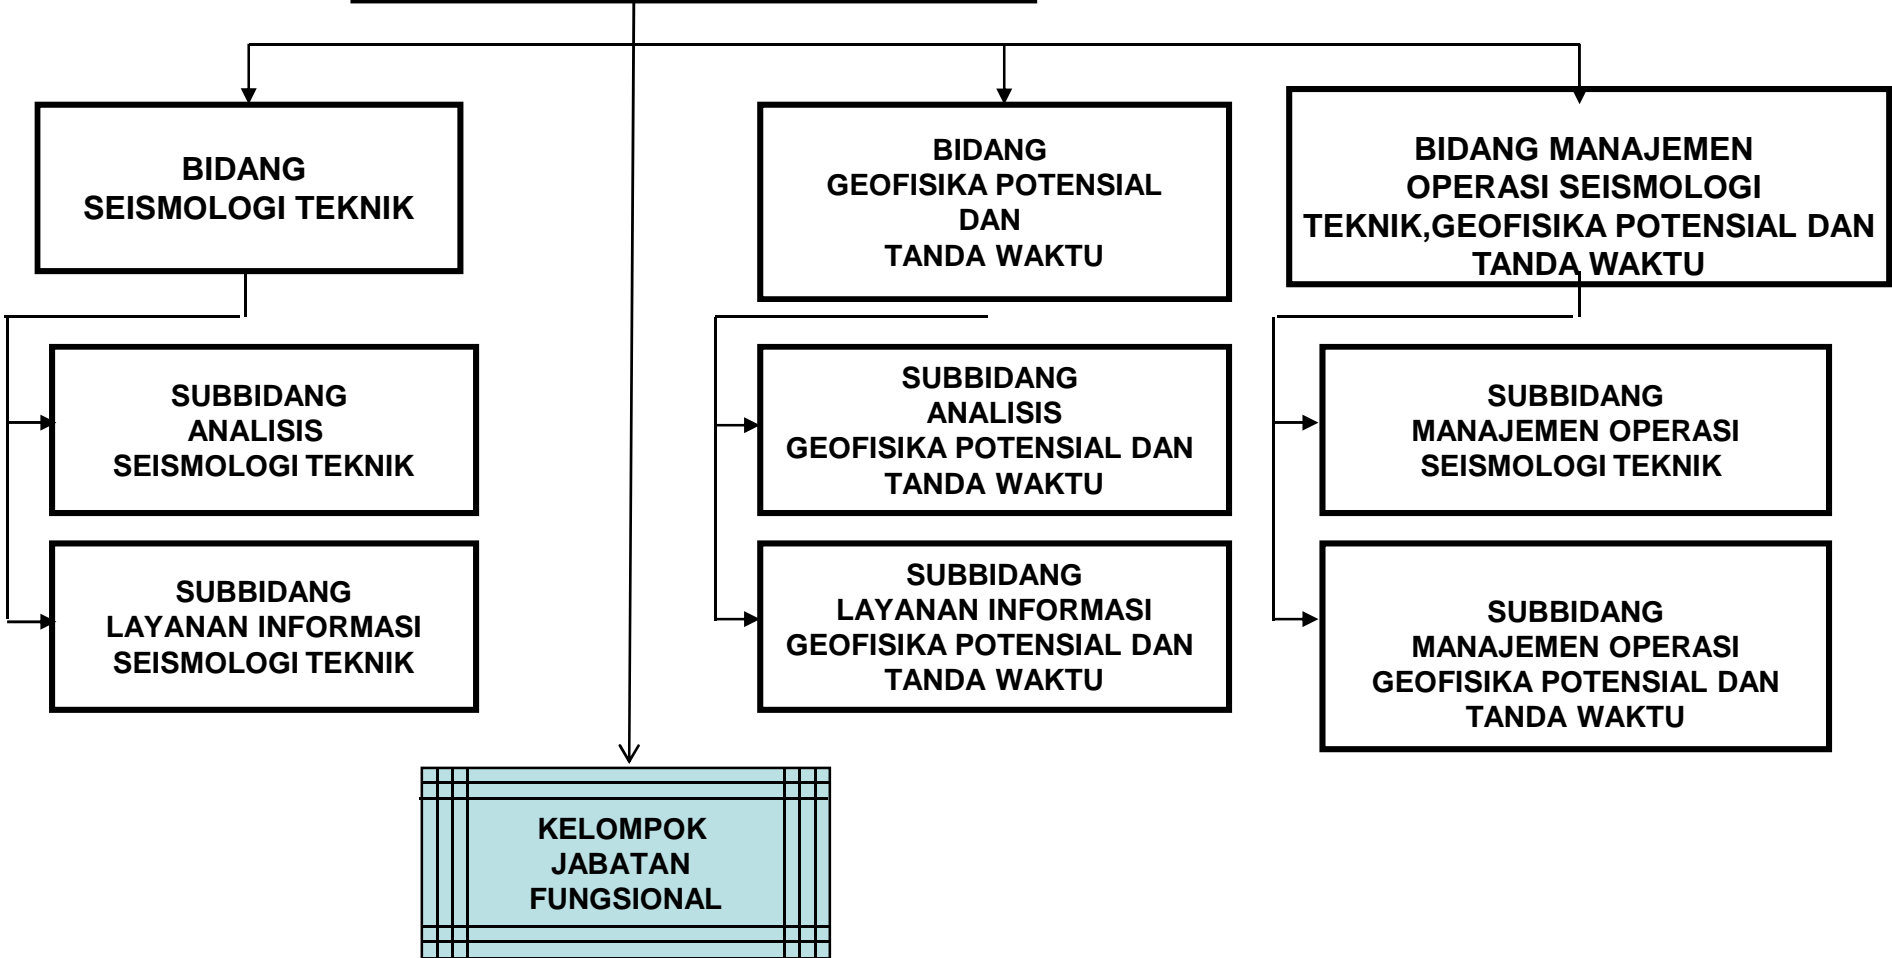 BIDANG
SEISMOLOGI TEKNIK
BIDANG
GEOFISIKA POTENSIAL
DAN
TANDA WAKTU
BIDANG MANAJEMEN
OPERASI SEISMOLOGI
TEKNIK,GEOFISIKA POTENSIAL DAN
TANDA WAKTU
SUBBIDANG
ANALISIS
SEISMOLOGI TEKNIK
SUBBIDANG
ANALISIS
GEOFISIKA POTENSIAL DAN
TANDA WAKTU
SUBBIDANG
MANAJEMEN OPERASI
SEISMOLOGI TEKNIK
SUBBIDANG
LAYANAN INFORMASI
SEISMOLOGI TEKNIK
SUBBIDANG
LAYANAN INFORMASI
GEOFISIKA POTENSIAL DAN
TANDA WAKTU
SUBBIDANG
MANAJEMEN OPERASI
GEOFISIKA POTENSIAL DAN
TANDA WAKTU
KELOMPOK
JABATAN
FUNGSIONAL